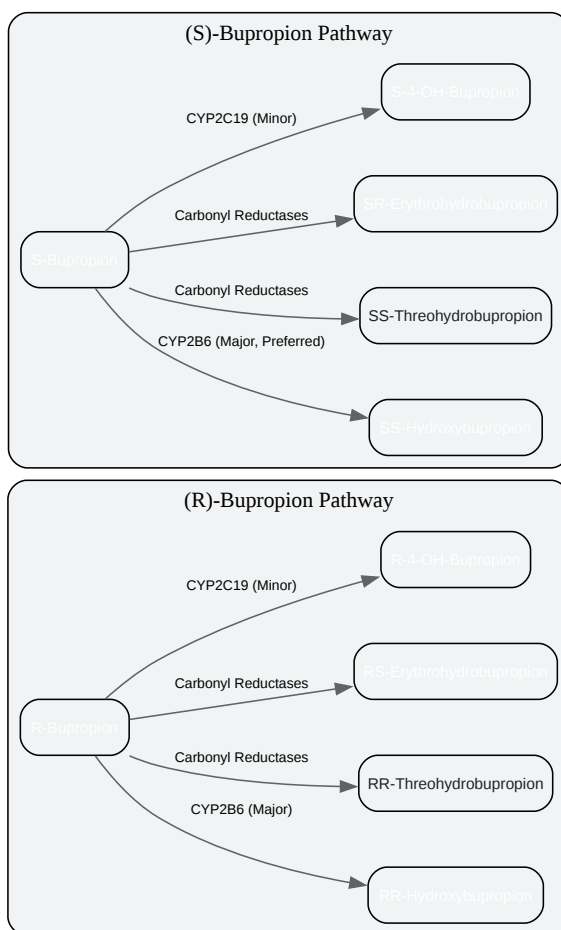 (S)-Bupropion Pathway
S-4-OH-Bupropion
CYP2C19 (Minor)
SR-Erythrohydrobupropion
Carbonyl Reductases
S-Bupropion
Carbonyl Reductases
SS-Threohydrobupropion
CYP2B6 (Major, Preferred)
SS-Hydroxybupropion
(R)-Bupropion Pathway
R-4-OH-Bupropion
CYP2C19 (Minor)
RS-Erythrohydrobupropion
Carbonyl Reductases
R-Bupropion
Carbonyl Reductases
RR-Threohydrobupropion
CYP2B6 (Major)
RR-Hydroxybupropion